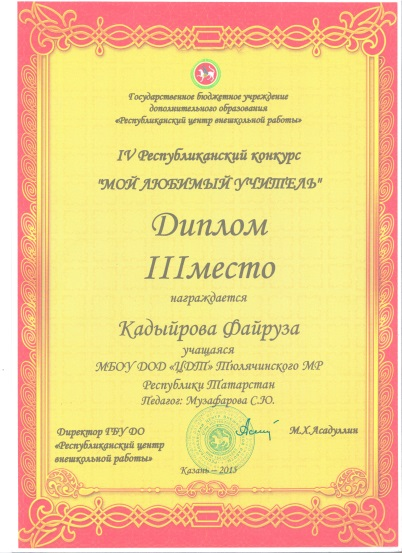 Государственное бюджетное учреждение
дополнительного образования
«Республиканский центр внешкольной работы»
IV Республиканский конкурс
"МОЙ ЛЮБИМЫЙ УЧИТЕЛЬ"
Диплом
IIIместо
награждается
Кадыйрова Файруза
учащаяся
МБОУ ДОД «ЦДТ» Тюлячинского МР
Республики Татарстан
Педагог: Музафарова С.Ю.
Директор ГБУ ДО
«Республиканский центр
внешкольной работы»
М.Х.Асадуллин
Казань – 2015